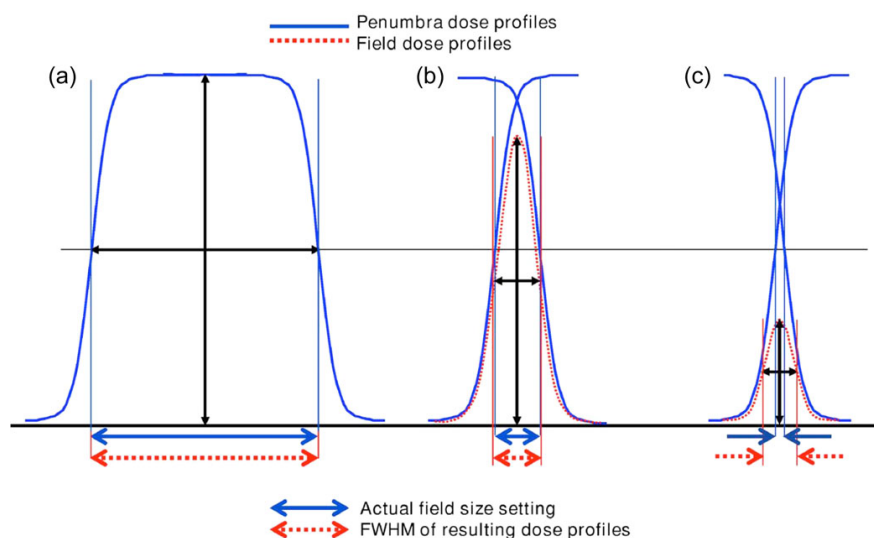 Penumbra dose profiles
Field dose profiles
(a)
(b)
(c)
Actual field size setting
FWHM of resulting dose profiles